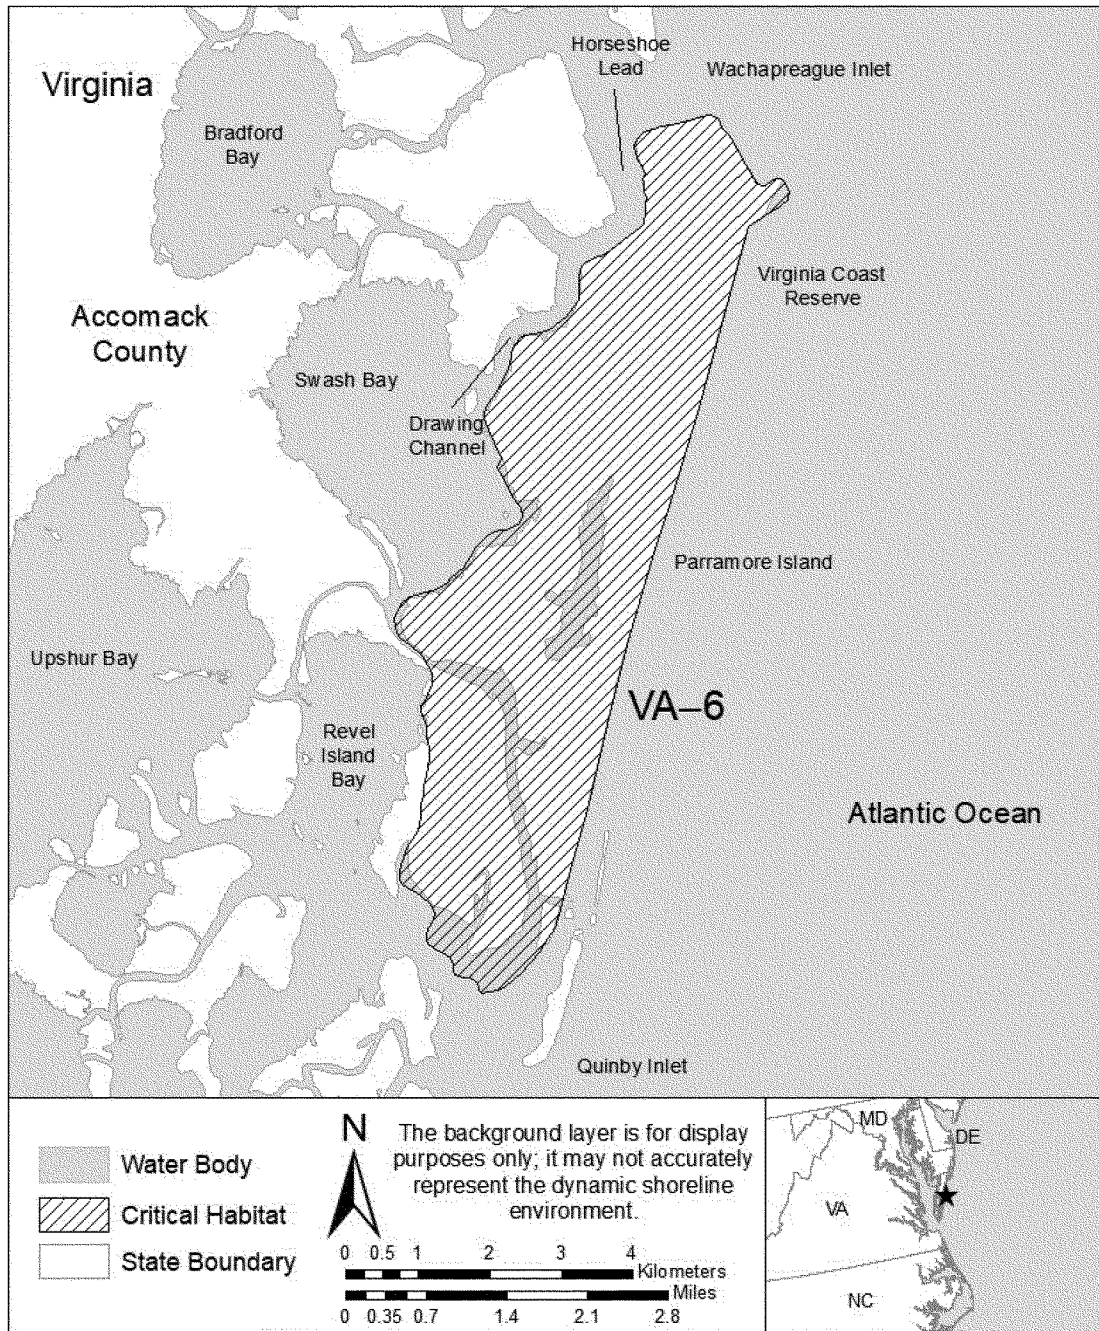 Horseshoe
Lead
Wachapreague Inlet
Virginia
Bradford
Bay
Virginia Coast
Reserve
Accomack
County
Swash Bay
Drawing
Channel
Parramore Island
Upshur Bay
VA–6
Revel
Island
Bay
Atlantic Ocean
Quinby Inlet
Water Body
Critical Habitat
State Boundary
N
The background layer is for display
purposes only; it may not accurately
represent the dynamic shoreline
environment.
0 0.5 1 2 3 4
Kilometers
Miles
0 0.35 0.7 1.4 2.1 2.8
MD
DE
VA
NC